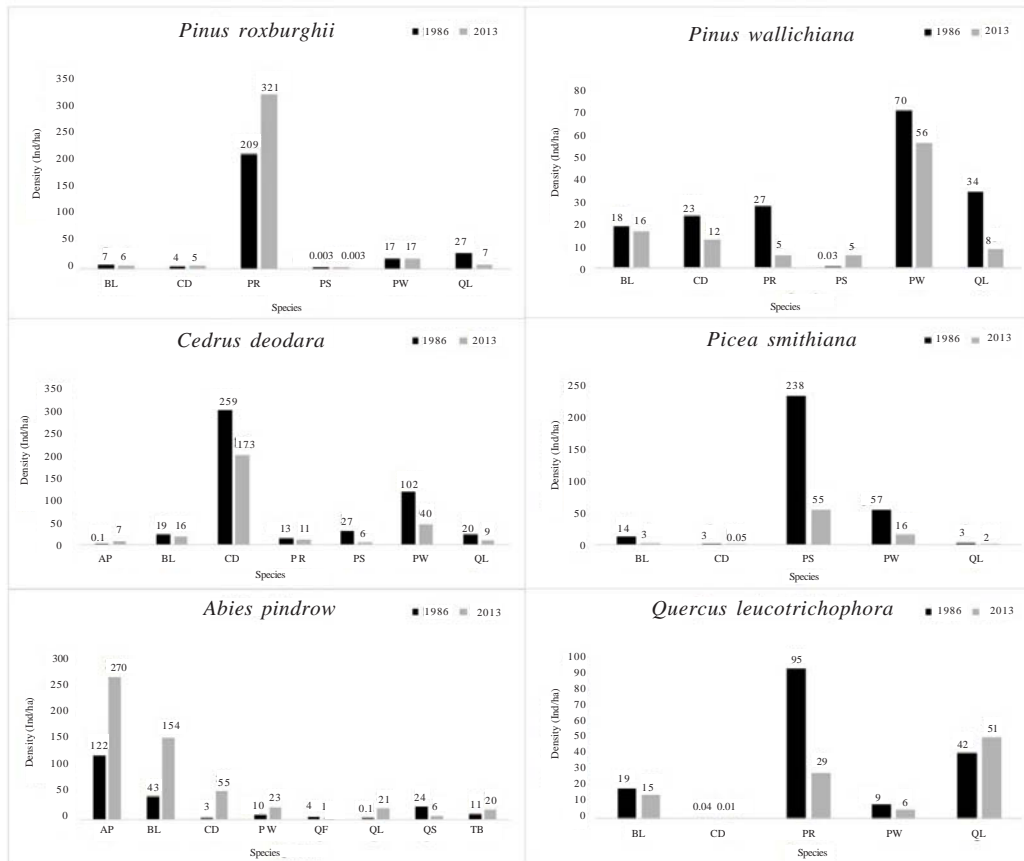 Pinus roxburghii
1986 2013
Density (Ind/ha)
350
300
250
200
150
100
50
0
7 6 4 5 209 321 0.003 0.003 17 17 27 7
BL CD PR PS PW QL
Species
Pinus wallichiana
1986 2013
Density (Ind/ha)
80
70
60
50
40
30
20
10
0
18 16 23 12 27 5 0.03 5 70 56 34 8
BL CD PR PS PW QL
Species
Cedrus deodara
1986 2013
Density (Ind/ha)
350
300
250
200
150
100
50
0
0.1 7 19 16 259 173 13 11 27 6 102 40 20 9
AP BL CD PR PS PW QL
Species
Picea smithiana
1986 2013
Density (Ind/ha)
250
200
150
100
50
0
14 3 3 0.05 238 55 57 16 3 2
BL CD PS PW QL
Species
Abies pindrow
1986 2013
Density (Ind/ha)
300
250
200
150
100
50
0
122 270 43 154 3 55 10 23 4 1 0.1 21 24 6 11 20
AP BL CD PW QF QL QS TB
Species
Quercus leucotrichophora
1986 2013
Density (Ind/ha)
100
90
80
70
60
50
40
30
20
10
0
19 15 0.04 0.01 95 29 9 6 42 51
BL CD PR PW QL
Species